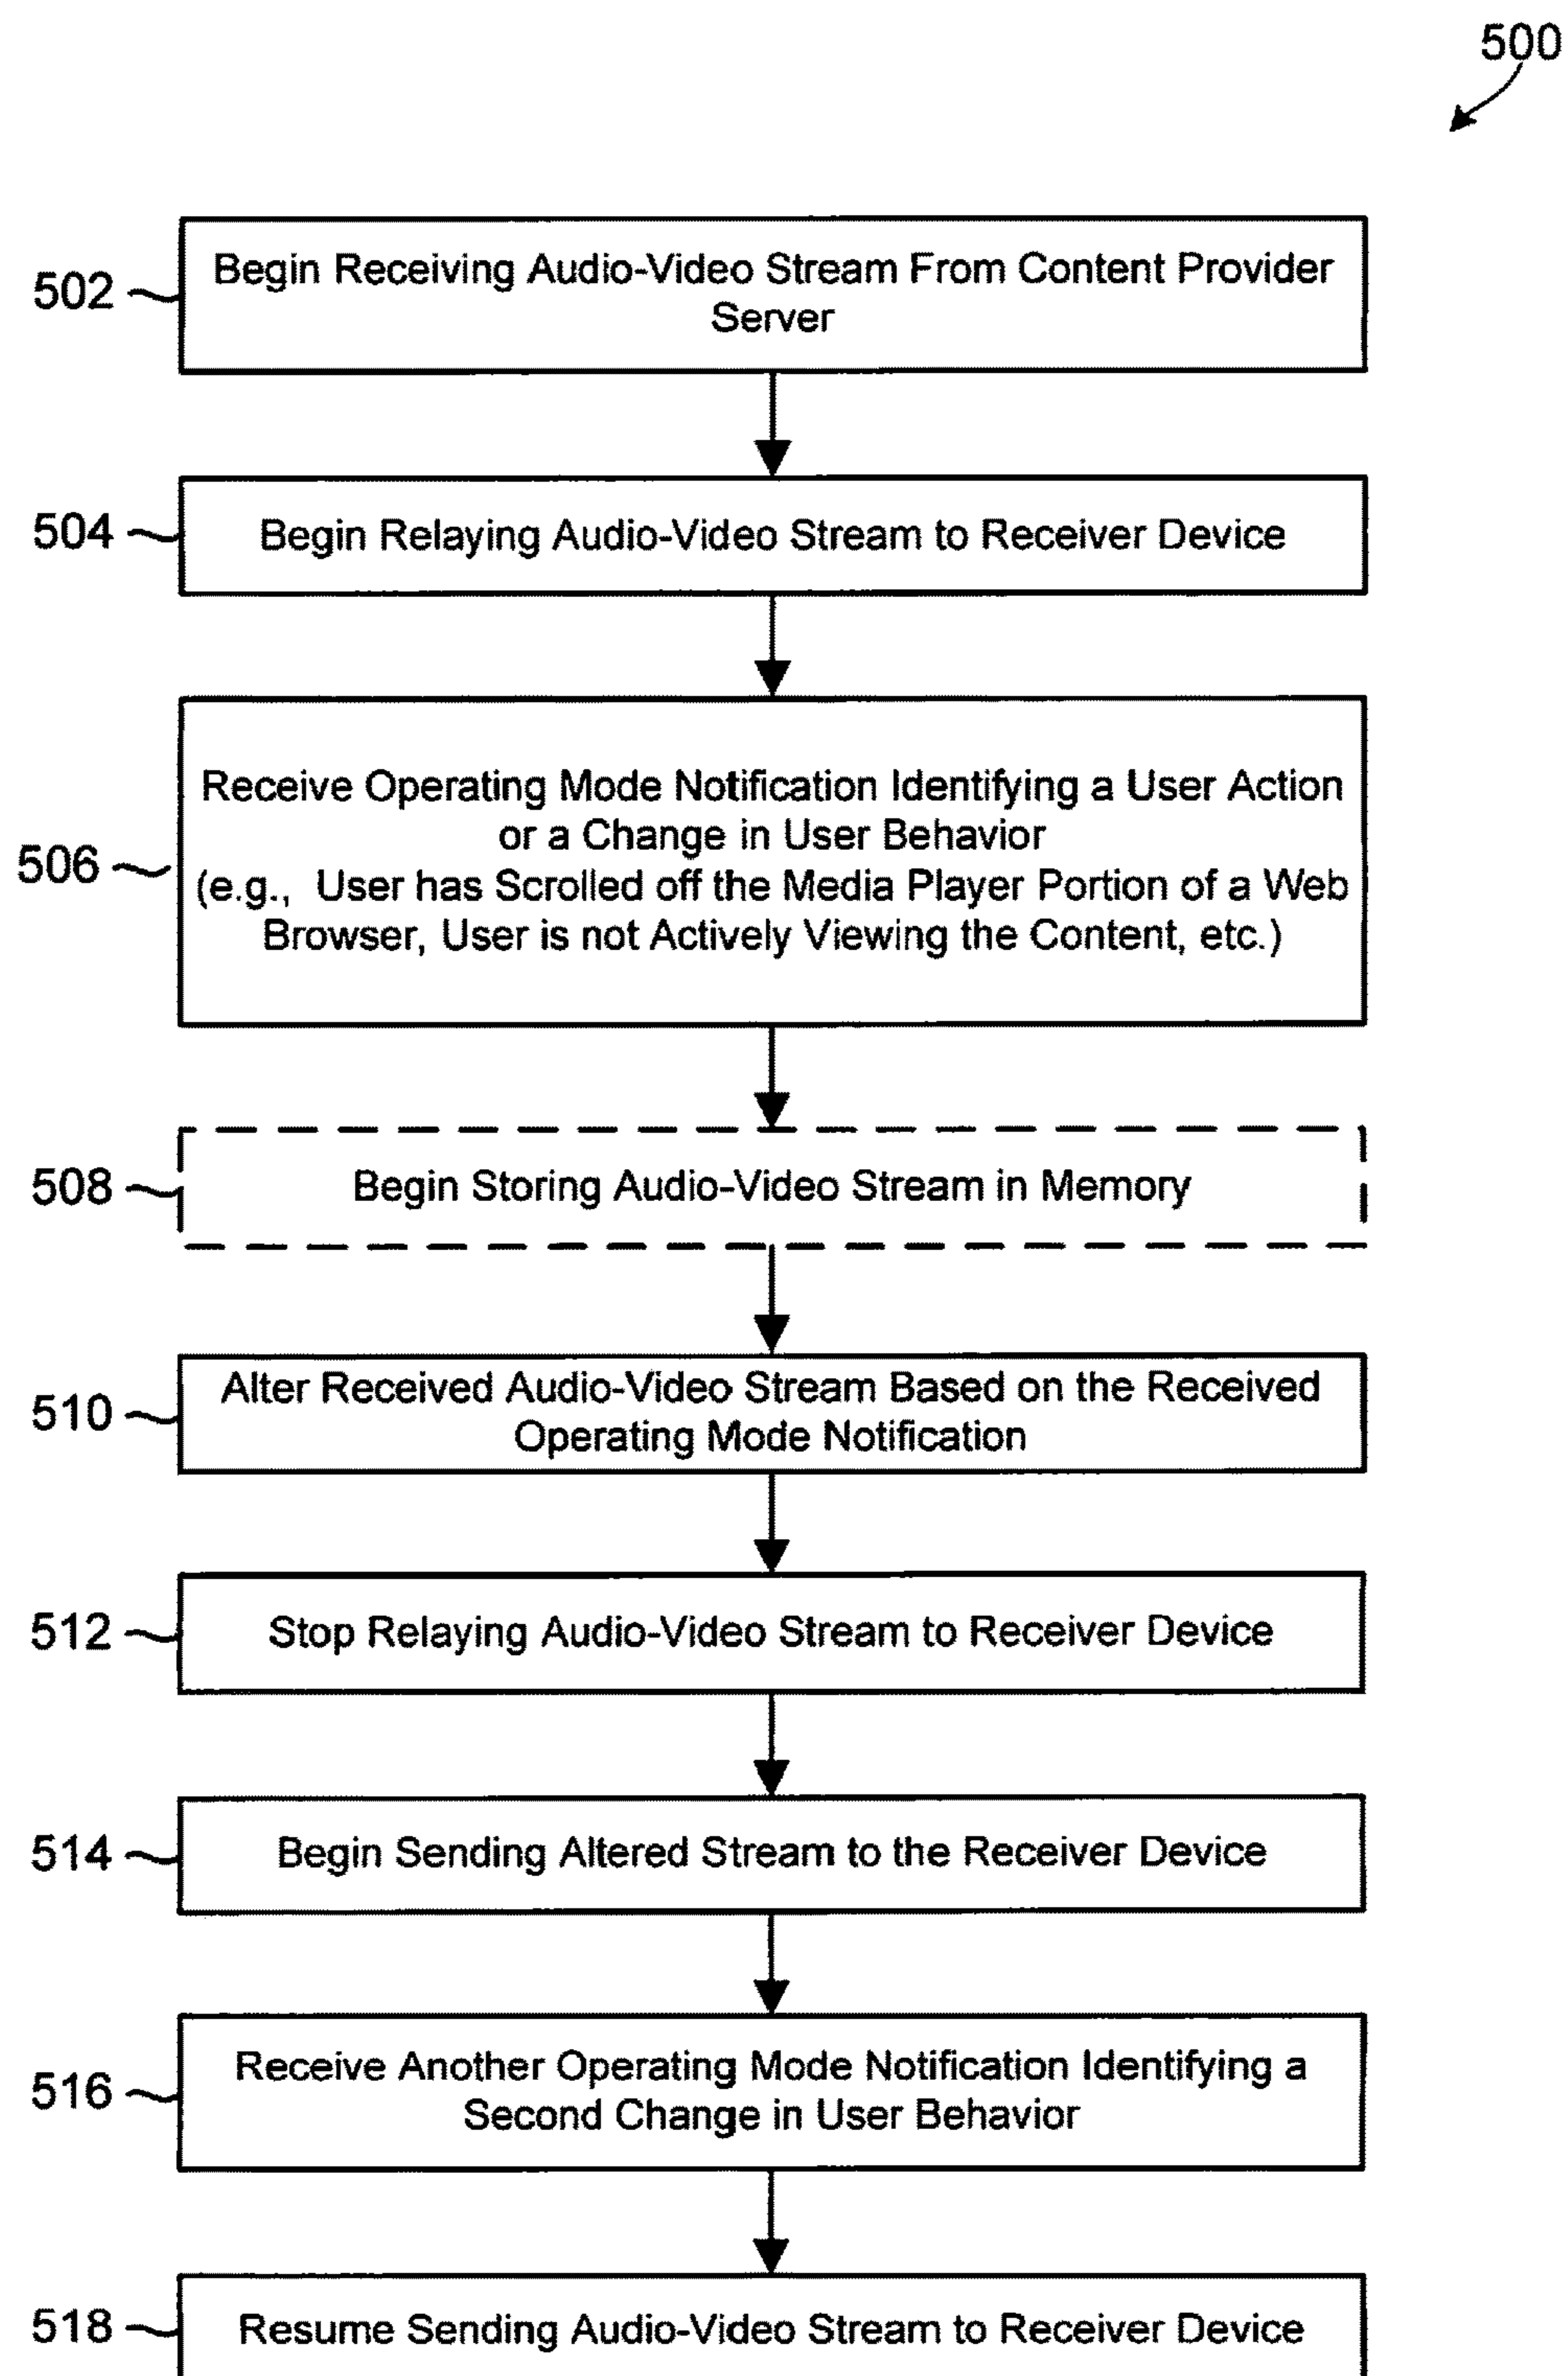 500
502
Begin Receiving Audio-Video Stream From Content Provider
Server
504
Begin Relaying Audio-Video Stream to Receiver Device
506
Receive Operating Mode Notification Identifying a User Action
or a Change in User Behavior
(e.g., User has Scrolled off the Media Player Portion of a Web
Browser, User is not Actively Viewing the Content, etc.)
508
Begin Storing Audio-Video Stream in Memory
510
Alter Received Audio-Video Stream Based on the Received
Operating Mode Notification
512
Stop Relaying Audio-Video Stream to Receiver Device
514
Begin Sending Altered Stream to the Receiver Device
516
Receive Another Operating Mode Notification Identifying a
Second Change in User Behavior
518
Resume Sending Audio-Video Stream to Receiver Device